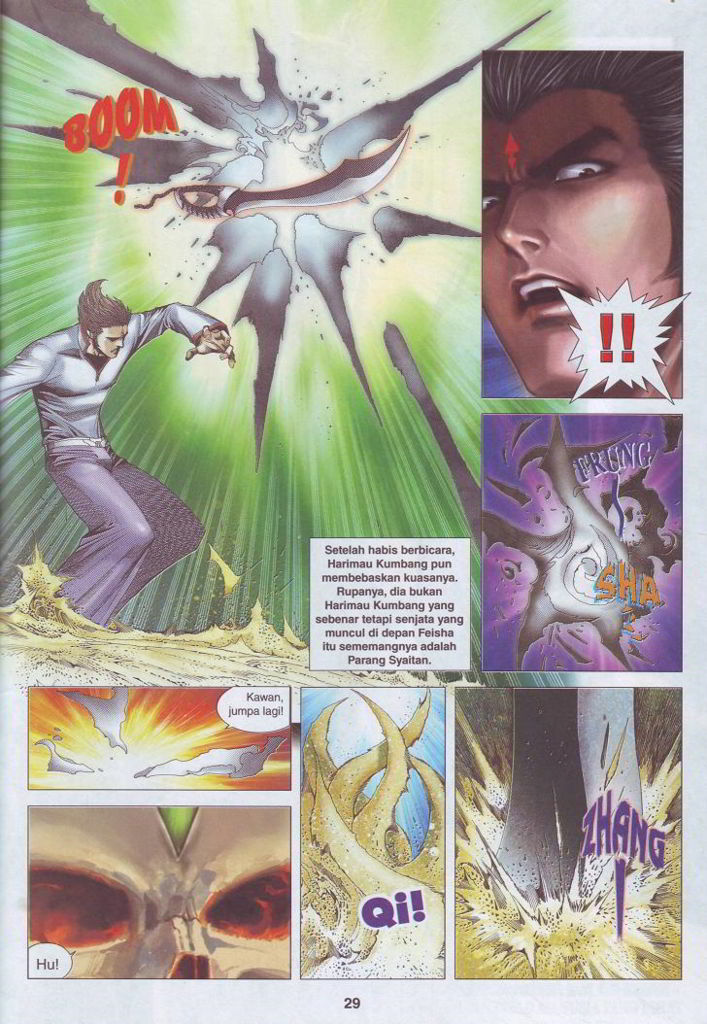 BOOM
!
!!
FRUNG
SHA
Setelah habis berbicara,
Harimau Kumbang pun
membebaskan kuasanya.
Rupanya, dia bukan
Harimau Kumbang yang
sebenar tetapi senjata yang
muncul di depan Feisha
itu sememangnya adalah
Parang Syaitan.
Kawan,
jumpa lagi!
Hu!
Qi!
ZHANG
!
29